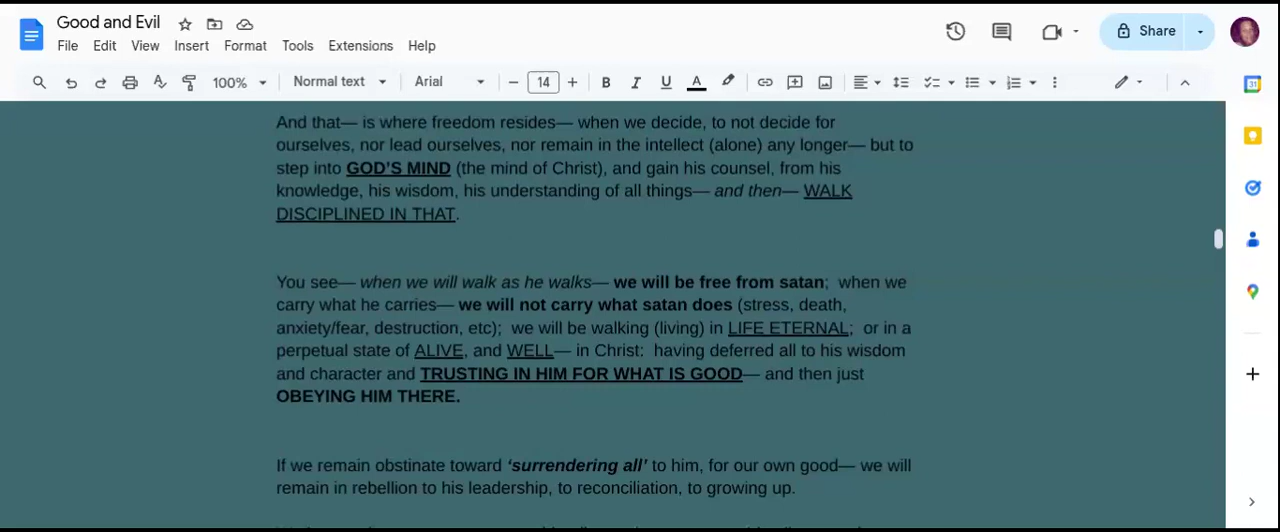 Good and Evil
File Edit View Insert Format Tools Extensions Help
Share
100% Normal text Arial − 14 + B I U A
31
And that— is where freedom resides— when we decide, to not decide for
ourselves, nor lead ourselves, nor remain in the intellect (alone) any longer— but to
step into GOD’S MIND (the mind of Christ), and gain his counsel, from his
knowledge, his wisdom, his understanding of all things— and then— WALK
DISCIPLINED IN THAT.
You see— when we will walk as he walks— we will be free from satan;  when we
carry what he carries— we will not carry what satan does (stress, death,
anxiety/fear, destruction, etc);  we will be walking (living) in LIFE ETERNAL;  or in a
perpetual state of ALIVE, and WELL— in Christ:  having deferred all to his wisdom
and character and TRUSTING IN HIM FOR WHAT IS GOOD— and then just
OBEYING HIM THERE.
If we remain obstinate toward ‘surrendering all’ to him, for our own good— we will
remain in rebellion to his leadership, to reconciliation, to growing up.